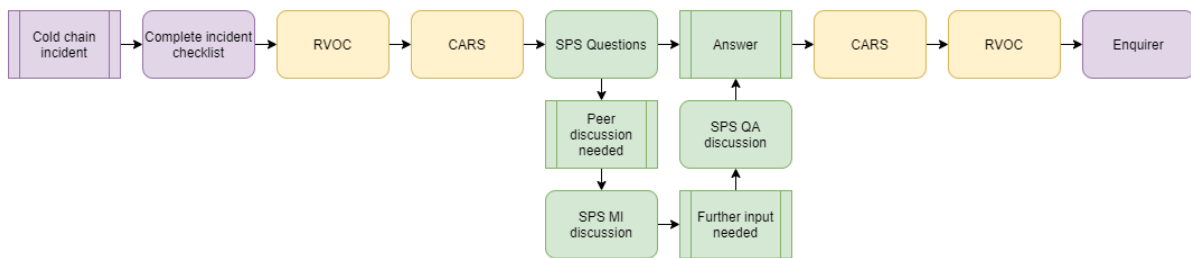 Cold chain
incident
Complete incident
checklist
RVOC
CARS
SPS Questions
Answer
CARS
RVOC
Enquirer
Peer
discussion
needed
SPS QA
discussion
SPS MI
discussion
Further input
needed